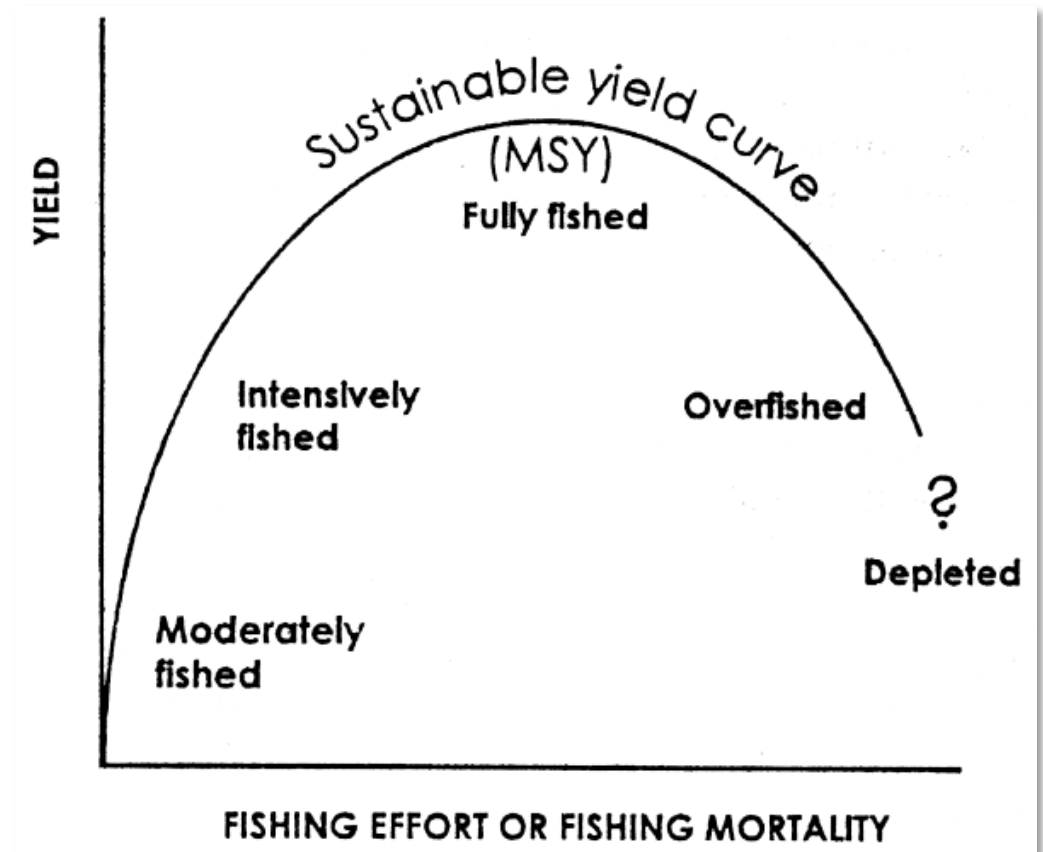 Sustainable yield curve
(MSY)
Fully fished
YIELD
Intensively
fished
Overfished
?
Depleted
Moderately
fished
FISHING EFFORT OR FISHING MORTALITY